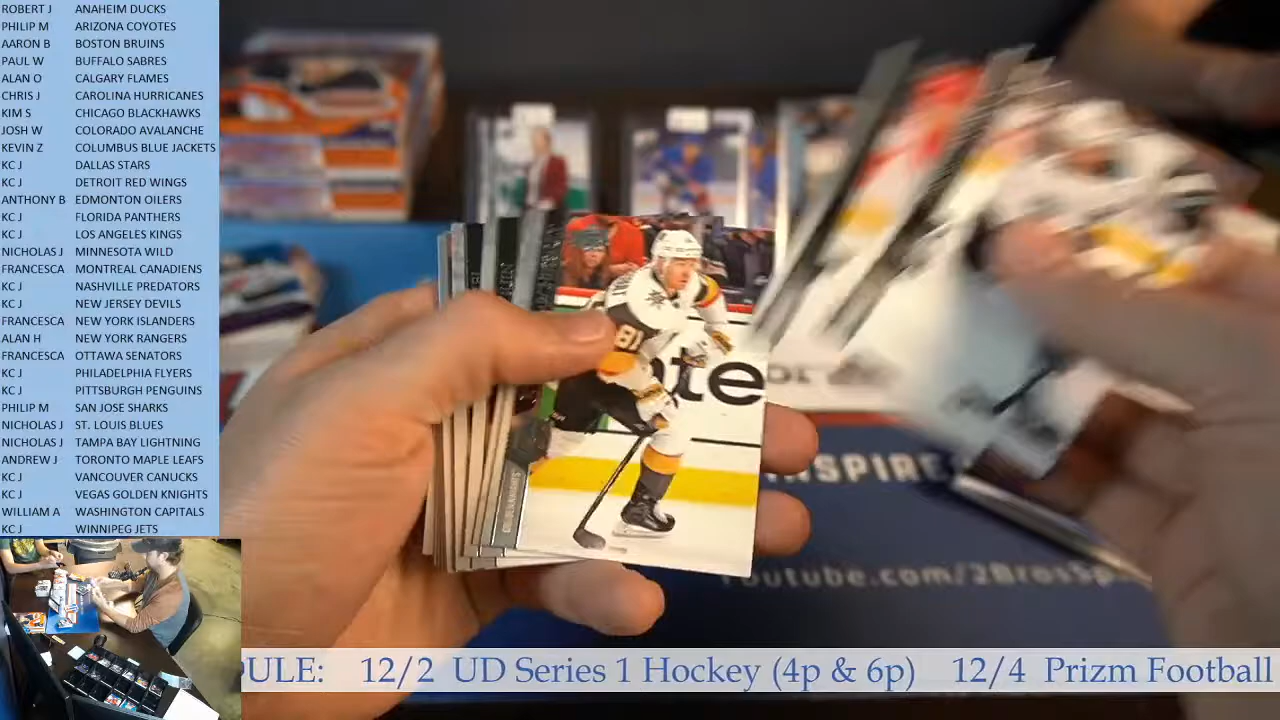 ROBERT J ANAHEIM DUCKS
PHILIP M ARIZONA COYOTES
AARON B BOSTON BRUINS
PAUL W BUFFALO SABRES
ALAN O CALGARY FLAMES
CHRIS J CAROLINA HURRICANES
KIM S CHICAGO BLACKHAWKS
JOSH W COLORADO AVALANCHE
KEVIN Z COLUMBUS BLUE JACKETS
KC J DALLAS STARS
KC J DETROIT RED WINGS
ANTHONY B EDMONTON OILERS
KC J FLORIDA PANTHERS
KC J LOS ANGELES KINGS
NICHOLAS J MINNESOTA WILD
FRANCESCA MONTREAL CANADIENS
KC J NASHVILLE PREDATORS
KC J NEW JERSEY DEVILS
FRANCESCA NEW YORK ISLANDERS
ALAN H NEW YORK RANGERS
FRANCESCA OTTAWA SENATORS
KC J PHILADELPHIA FLYERS
KC J PITTSBURGH PENGUINS
PHILIP M SAN JOSE SHARKS
NICHOLAS J ST. LOUIS BLUES
NICHOLAS J TAMPA BAY LIGHTNING
ANDREW J TORONTO MAPLE LEAFS
KC J VANCOUVER CANUCKS
KC J VEGAS GOLDEN KNIGHTS
WILLIAM A WASHINGTON CAPITALS
KC J WINNIPEG JETS
81
INSPIRE
Youtube.com/2BrosSp
DULE: 12/2 UD Series 1 Hockey (4p & 6p) 12/4 Prizm Football